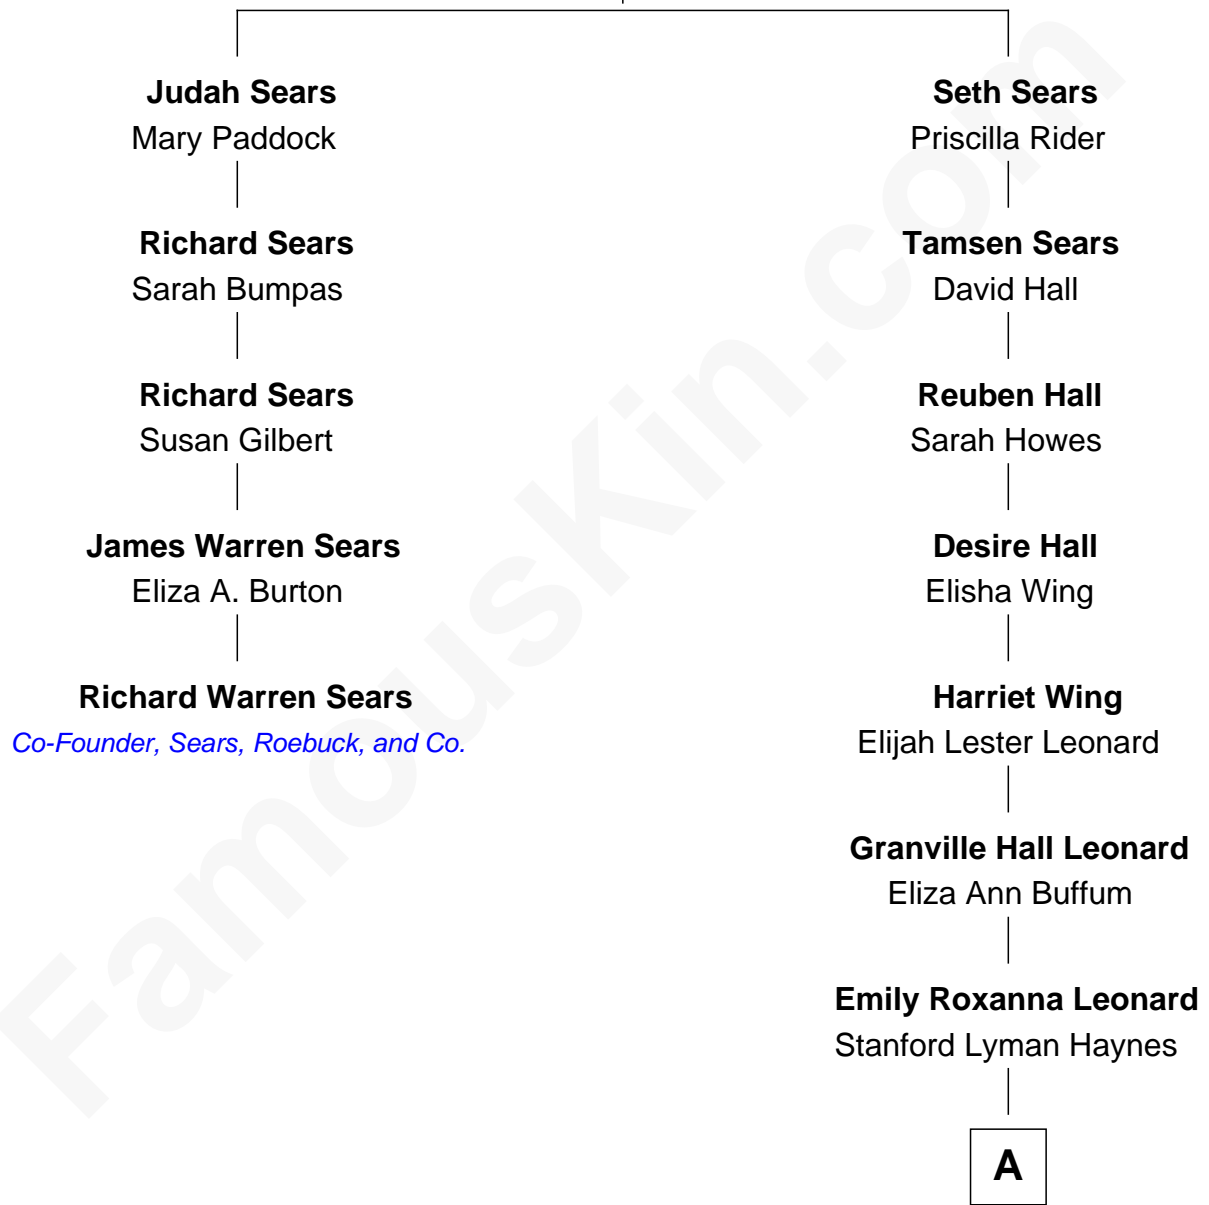 Judah Sears
Mary Paddock
Richard Sears
Sarah Bumpas
Richard Sears
Susan Gilbert
James Warren Sears
Eliza A. Burton
Richard Warren Sears
Co-Founder, Sears, Roebuck, and Co.
Seth Sears
Priscilla Rider
Tamsen Sears
David Hall
Reuben Hall
Sarah Howes
Desire Hall
Elisha Wing
Harriet Wing
Elijah Lester Leonard
Granville Hall Leonard
Eliza Ann Buffum
Emily Roxanna Leonard
Stanford Lyman Haynes
A
FamousKin.com